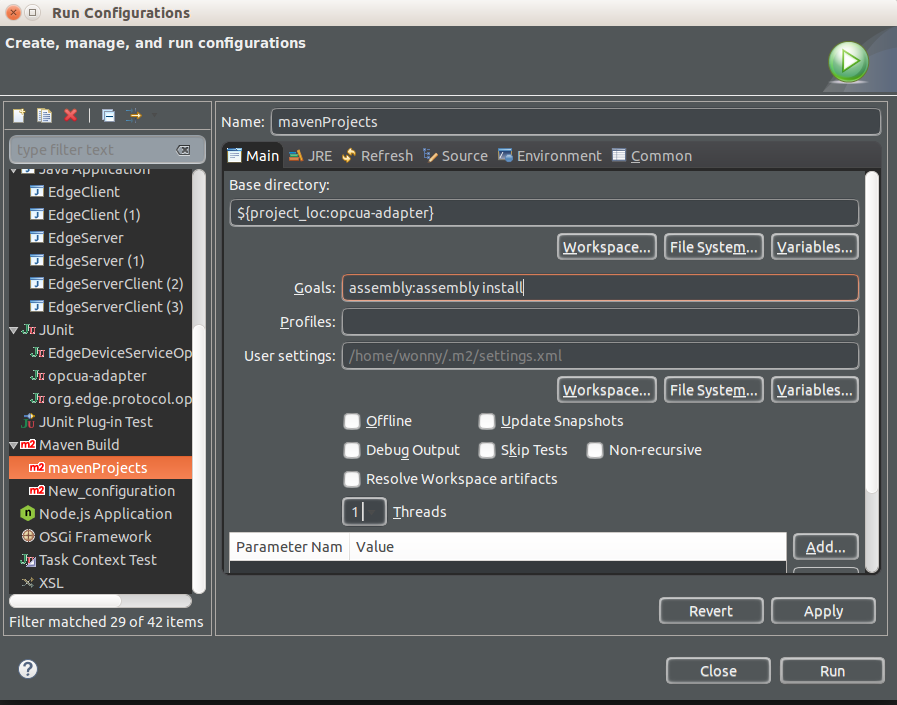 Run Configurations
Create, manage, and run configurations
type filter text
Java Application
EdgeClient
EdgeClient (1)
EdgeServer
EdgeServer (1)
EdgeServerClient (2)
EdgeServerClient (3)
JUnit
EdgeDeviceServiceOp
opcua-adapter
org.edge.protocol.op
JUnit Plug-in Test
Maven Build
m2 mavenProjects
m2 New_configuration
Node.js Application
OSGi Framework
Task Context Test
XSL
Filter matched 29 of 42 items
Name: mavenProjects
Main JRE Refresh Source Environment Common
Base directory:
${project_loc:opcua-adapter}
Workspace... File System... Variables...
Goals: assembly:assembly install
Profiles:
User settings: /home/wonny/.m2/settings.xml
Workspace... File System... Variables...
Offline Update Snapshots
Debug Output Skip Tests Non-recursive
Resolve Workspace artifacts
1 Threads
Parameter Nam Value Add...
Revert Apply
Close Run